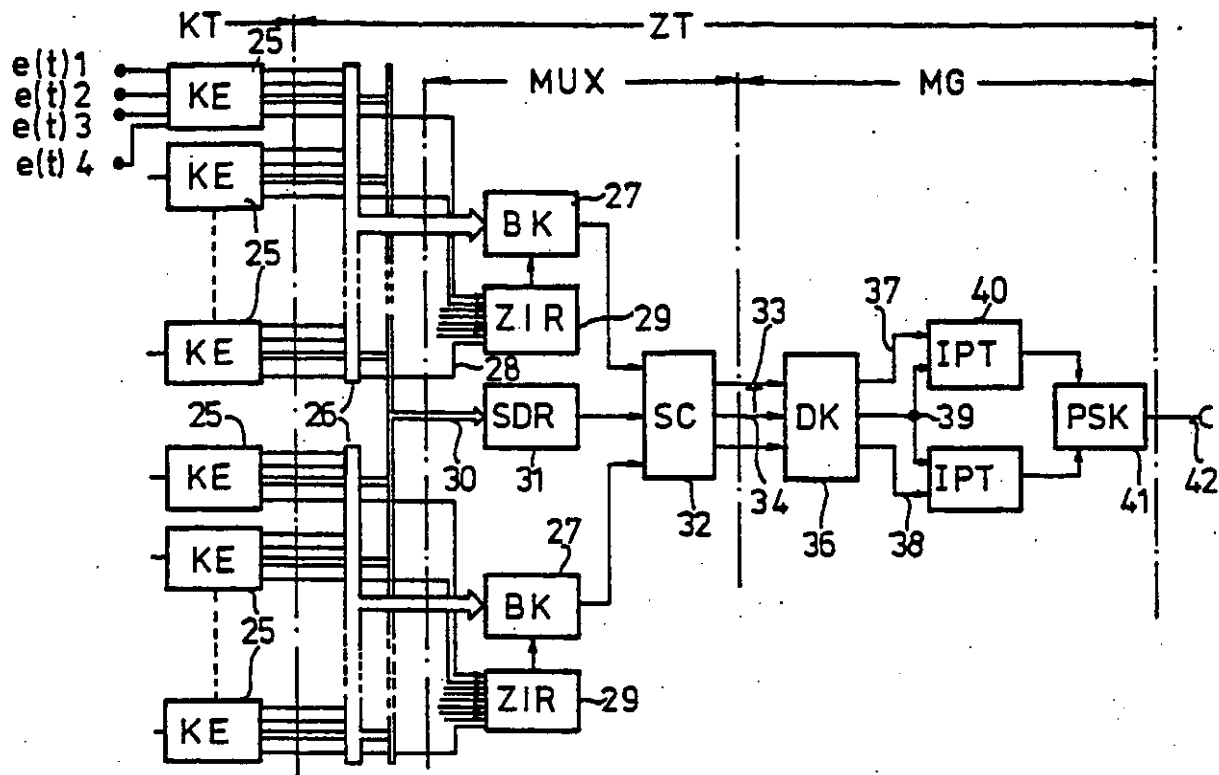 KT
ZT
25
MUX
MG
e(t)1
e(t)2
e(t)3
e(t)4
KE
KE
25
25
KE
27
BK
ZIR
29
28
26
25
30
SDR
31
33
SC
34
32
37
DK
36
40
IPT
39
IPT
38
PSK
41
42
KE
KE
25
KE
27
BK
ZIR
29